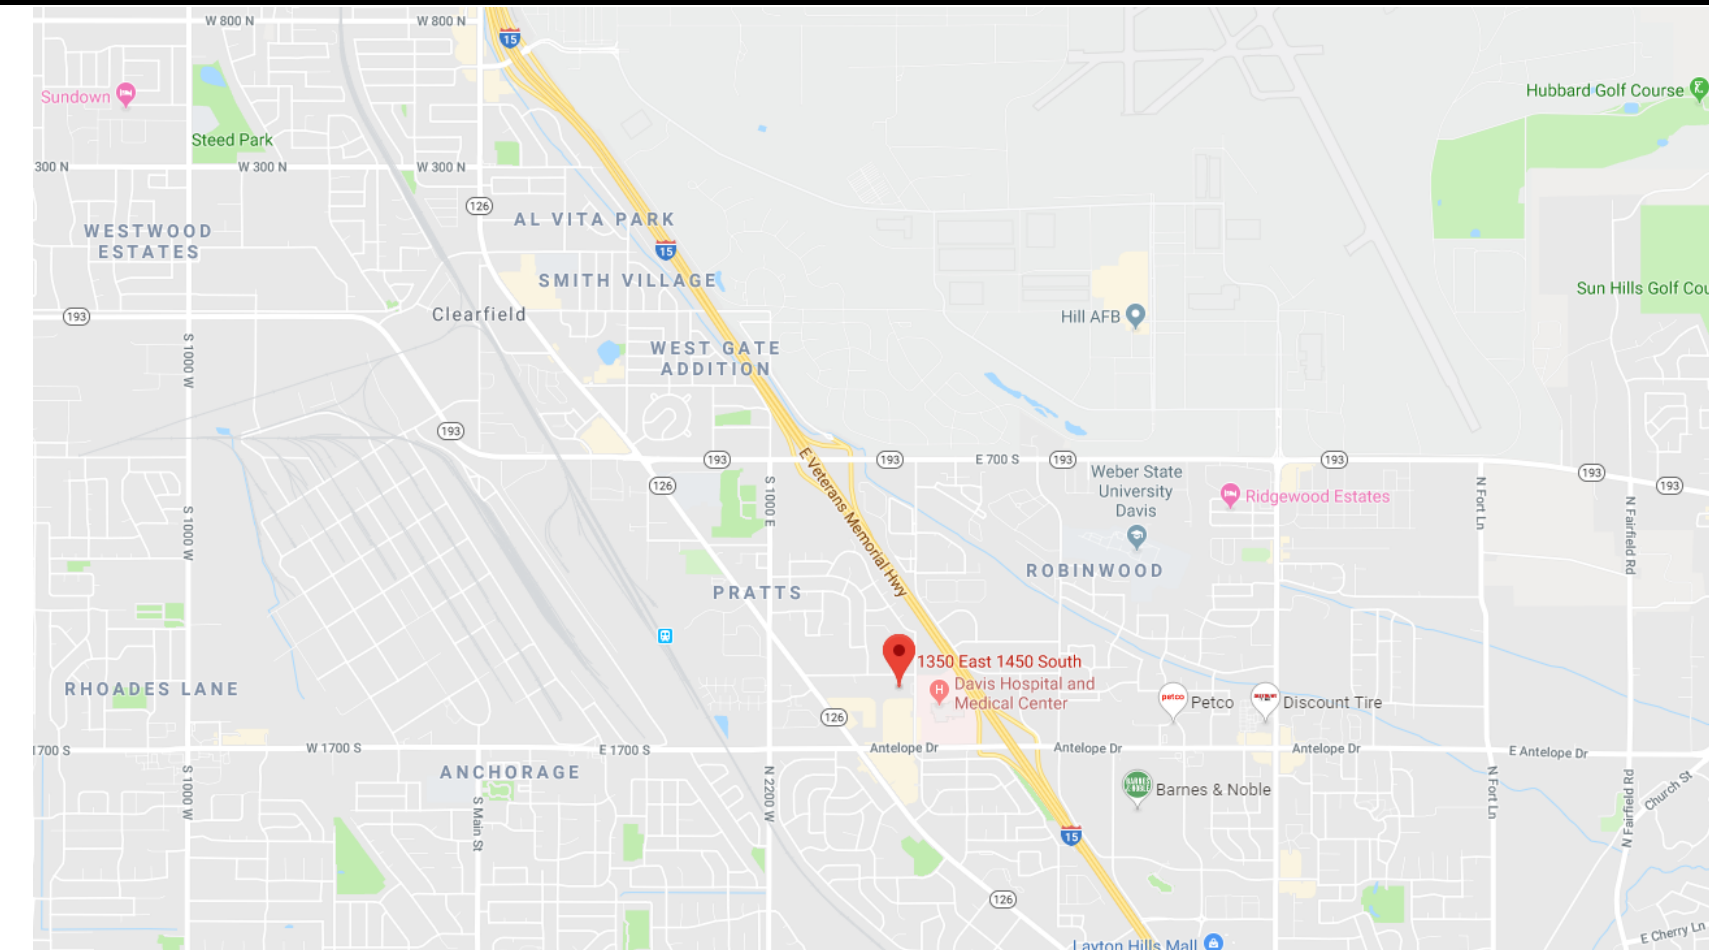 W 800 N
W 800 N
15
Sundown
Hubbard Golf Course
Steed Park
300 N
W 300 N
W 300 N
126
AL VITA PARK
WESTWOOD
ESTATES
15
SMITH VILLAGE
Sun Hills Golf Cou
193
Clearfield
Hill AFB
S 1000 W
WEST GATE
ADDITION
193
193
193
E 700 S
193
193
193
193
126
Weber State
University
Davis
Ridgewood Estates
S 1000 E
E Veterans Memorial Hwy
N Fort Ln
N Fairfield Rd
S 1000 W
ROBINWOOD
PRATTS
1350 East 1450 South
Davis Hospital and
Medical Center
H
RHOADES LANE
petco
Petco
Discount Tire
126
1700 S
W 1700 S
E 1700 S
Antelope Dr
Antelope Dr
Antelope Dr
E Antelope Dr
ANCHORAGE
S 1000 W
S Main St
N 2200 W
BARNES
&NOBLE
Barnes & Noble
N Fort Ln
N Fairfield Rd
Church St
15
126
E Cherry Ln
Layton Hills Mall